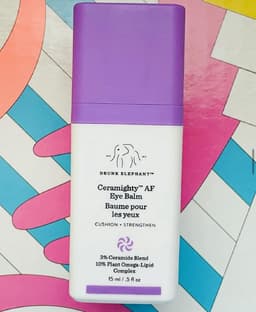 DRUNK ELEPHANT™
Ceramighty™ AF
Eye Balm
Baume pour
les yeux
CUSHION • STRENGTHEN
3% Ceramide Blend
10% Plant Omega-Lipid
Complex
15 ml / .5 fl oz